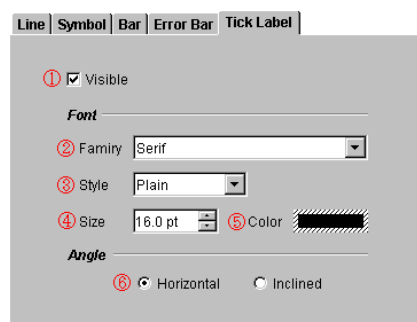 Line Symbol Bar Error Bar Tick Label
① Visible
Font
② Famiry Serif
③ Style Plain
④ Size 16.0 pt ⑤ Color
Angle
⑥ Horizontal Inclined